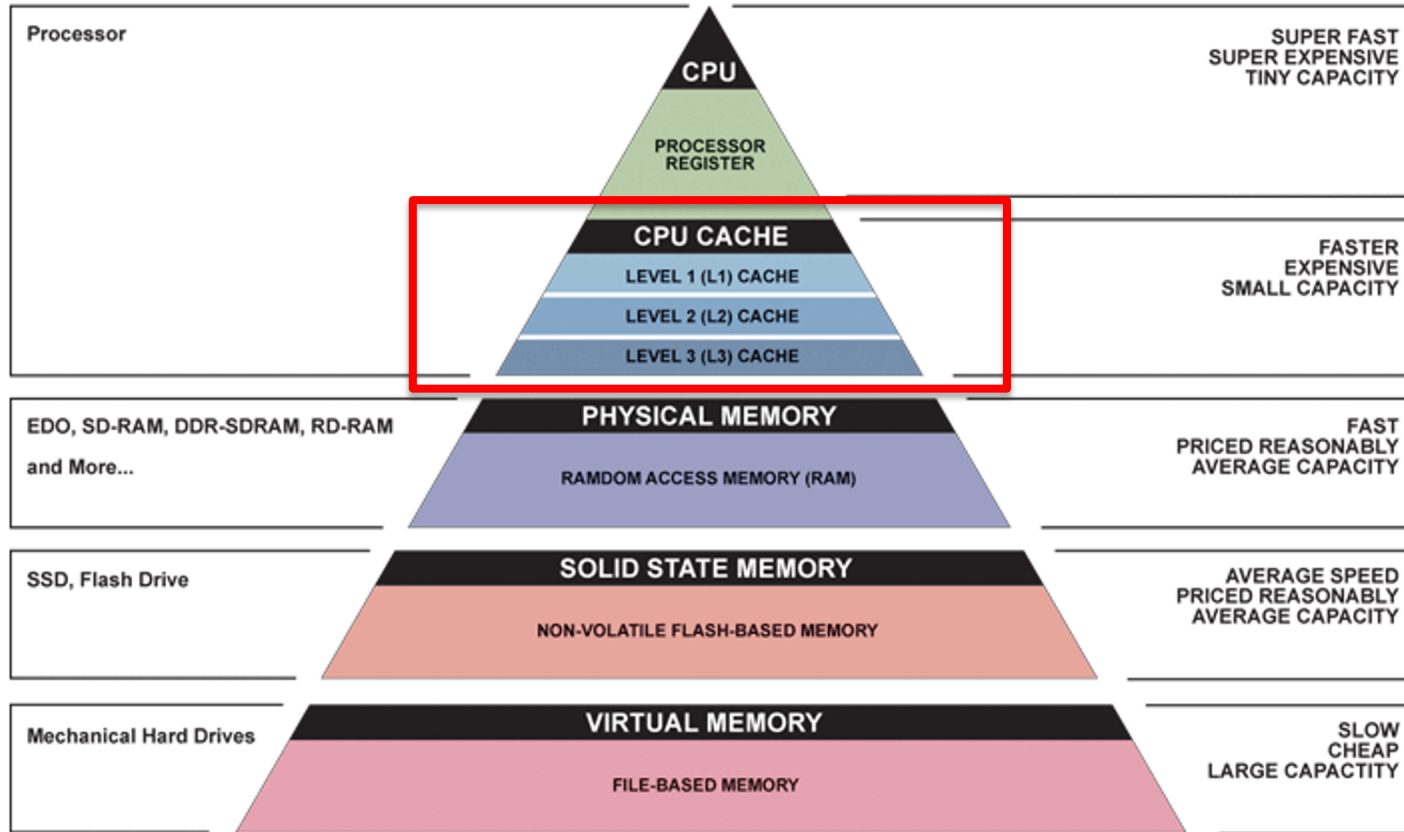 Processor
CPU
SUPER FAST
SUPER EXPENSIVE
TINY CAPACITY
PROCESSOR
REGISTER
CPU CACHE
LEVEL 1 (L1) CACHE
LEVEL 2 (L2) CACHE
LEVEL 3 (L3) CACHE
FASTER
EXPENSIVE
SMALL CAPACITY
EDO, SD-RAM, DDR-SDRAM, RD-RAM
and More...
PHYSICAL MEMORY
RAMDOM ACCESS MEMORY (RAM)
FAST
PRICED REASONABLY
AVERAGE CAPACITY
SSD, Flash Drive
SOLID STATE MEMORY
NON-VOLATILE FLASH-BASED MEMORY
AVERAGE SPEED
PRICED REASONABLY
AVERAGE CAPACITY
Mechanical Hard Drives
VIRTUAL MEMORY
FILE-BASED MEMORY
SLOW
CHEAP
LARGE CAPACTITY